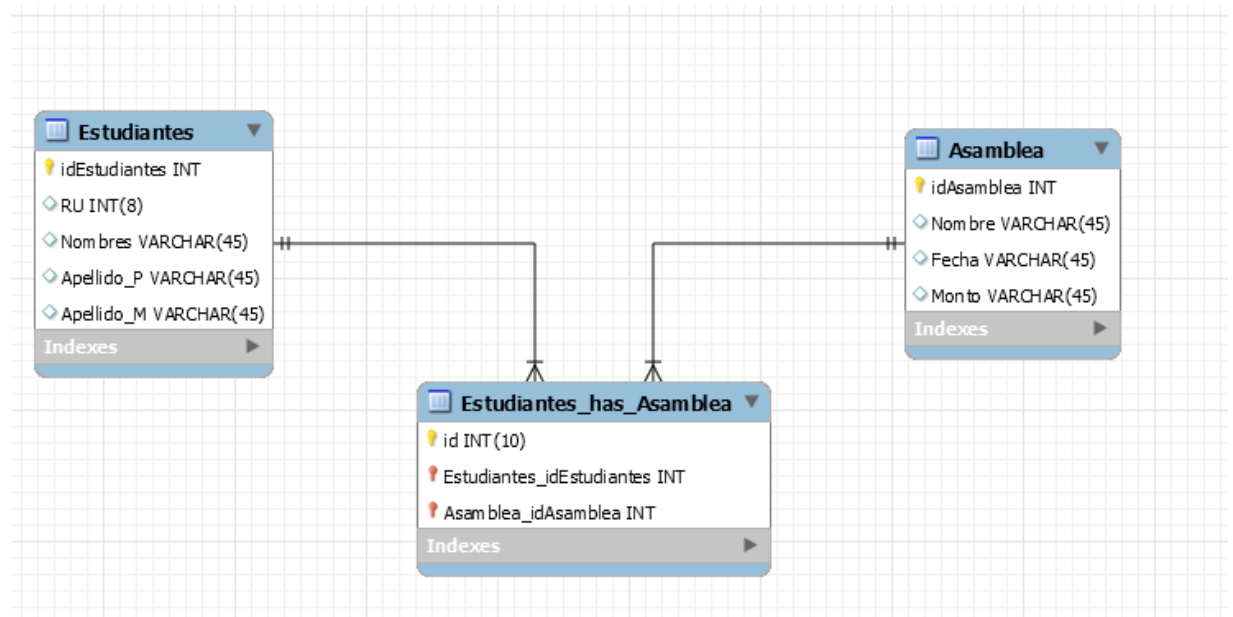 Estudiantes
idEstudiantes INT
RU INT(8)
Nombres VARCHAR(45)
Apellido_P VARCHAR(45)
Apellido_M VARCHAR(45)
Indexes
Asamblea
idAsamblea INT
Nombre VARCHAR(45)
Fecha VARCHAR(45)
Monto VARCHAR(45)
Indexes
Estudiantes_has_Asamblea
id INT(10)
Estudiantes_idEstudiantes INT
Asamblea_idAsamblea INT
Indexes